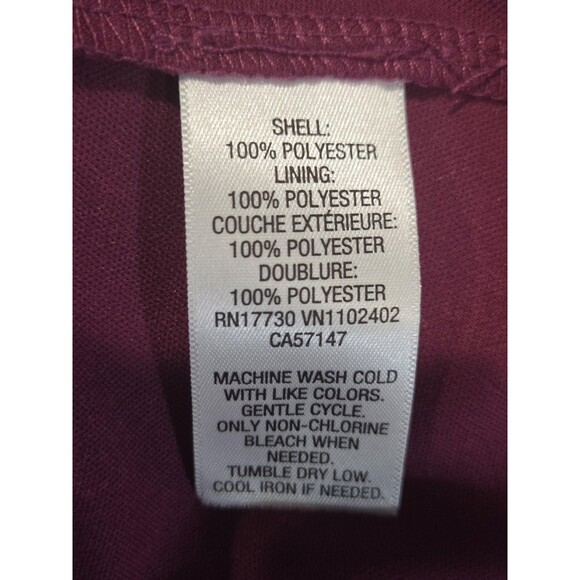 SHELL:
100% POLYESTER
LINING:
100% POLYESTER
COUCHE EXTÉRIEURE:
100% POLYESTER
DOUBLURE:
100% POLYESTER
RN17730 VN1102402
CA57147
MACHINE WASH COLD
WITH LIKE COLORS.
GENTLE CYCLE.
ONLY NON-CHLORINE
BLEACH WHEN
NEEDED.
TUMBLE DRY LOW.
COOL IRON IF NEEDED.